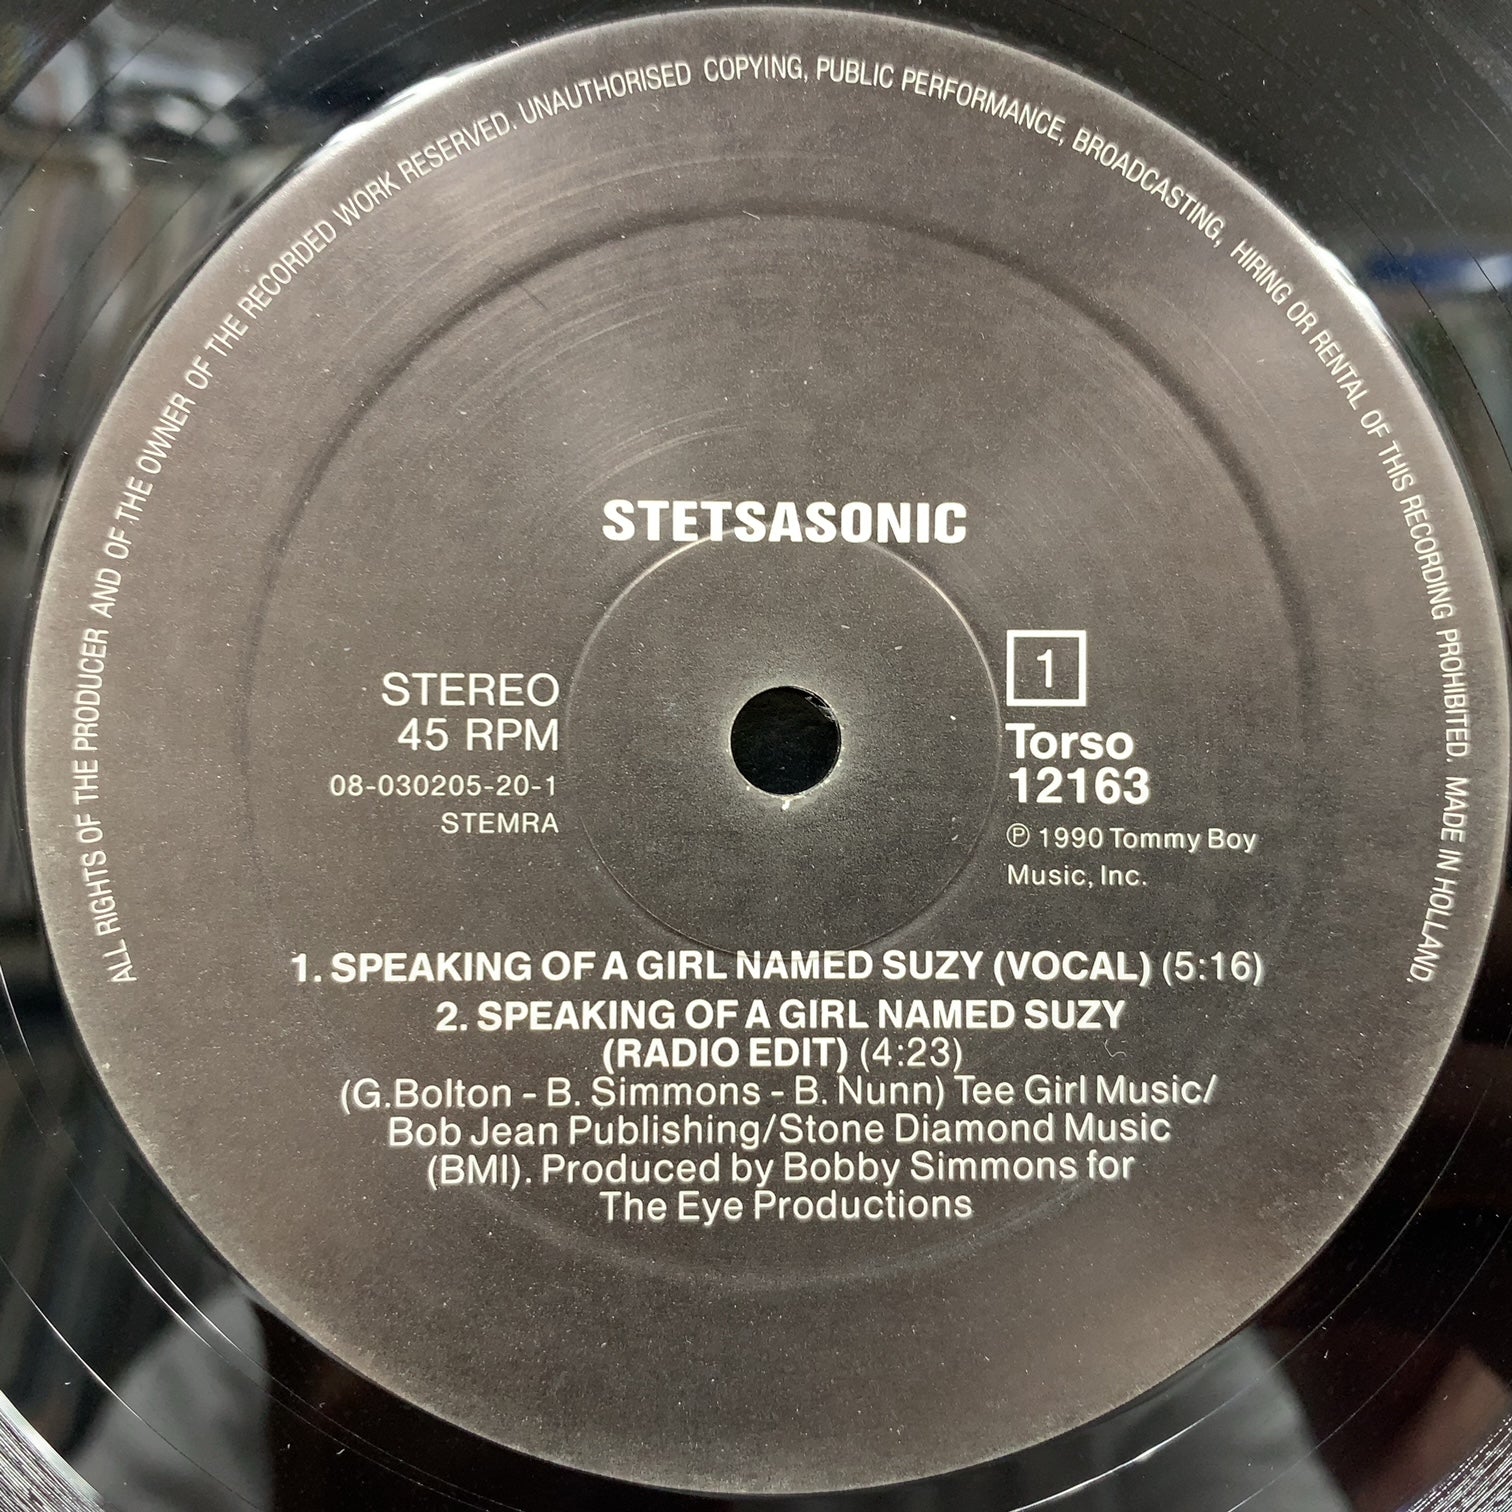 ALL RIGHTS OF THE PRODUCER AND OF THE OWNER OF THE RECORDED WORK RESERVED. UNAUTHORISED COPYING, PUBLIC PERFORMANCE, BROADCASTING, HIRING OR RENTAL OF THIS RECORDING PROHIBITED. MADE IN HOLLAND.
STETSASONIC
STEREO
45 RPM
08-030205-20-1
STEMRA
1
Torso
12163
℗ 1990 Tommy Boy
Music, Inc.
1. SPEAKING OF A GIRL NAMED SUZY (VOCAL) (5:16)
2. SPEAKING OF A GIRL NAMED SUZY
(RADIO EDIT) (4:23)
(G.Bolton - B. Simmons - B. Nunn) Tee Girl Music/
Bob Jean Publishing/Stone Diamond Music
(BMI). Produced by Bobby Simmons for
The Eye Productions